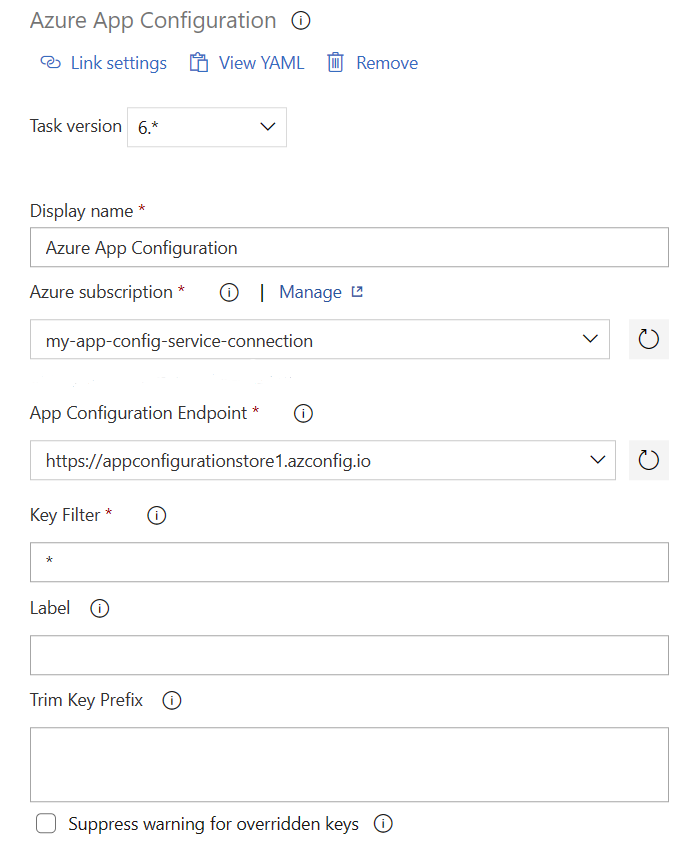 Azure App Configuration
Link settings View YAML Remove
Task version 6.*
Display name *
Azure App Configuration
Azure subscription * | Manage
my-app-config-service-connection
App Configuration Endpoint *
https://appconfigurationstore1.azconfig.io
Key Filter *
*
Label
Trim Key Prefix
Suppress warning for overridden keys